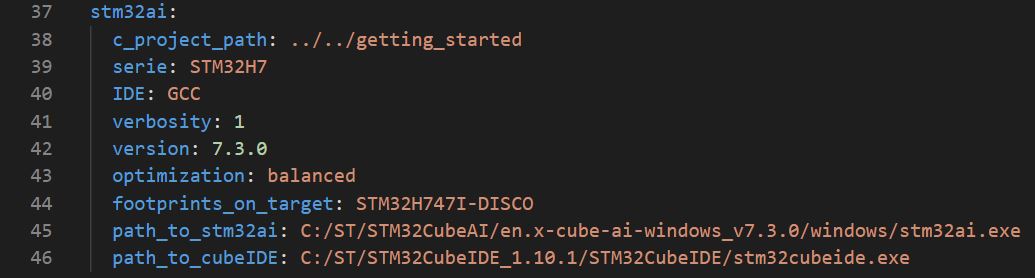 37 stm32ai:
38 c_project_path: ../../getting_started
39 serie: STM32H7
40 IDE: GCC
41 verbosity: 1
42 version: 7.3.0
43 optimization: balanced
44 footprints_on_target: STM32H747I-DISCO
45 path_to_stm32ai: C:/ST/STM32CubeAI/en.x-cube-ai-windows_v7.3.0/windows/stm32ai.exe
46 path_to_cubeIDE: C:/ST/STM32CubeIDE_1.10.1/STM32CubeIDE/stm32cubeide.exe